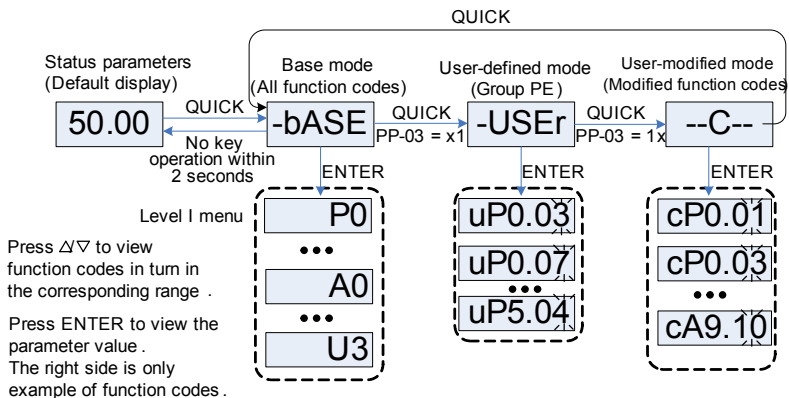 QUICK
Status parameters
(Default display)
Base mode
(All function codes)
User-defined mode
(Group PE)
User-modified mode
(Modified function codes)
50.00
QUICK
No key
operation within
2 seconds
-bASE
QUICK
PP-03 = x1
-USEr
QUICK
PP-03 = 1x
--C--
ENTER
ENTER
ENTER
Level I menu
P0
•••
A0
•••
U3
uP0.03
uP0.07
•••
uP5.04
cP0.01
cP0.03
•••
cA9.10
Press △/▽ to view
function codes in turn in
the corresponding range .
Press ENTER to view the
parameter value .
The right side is only
example of function codes .